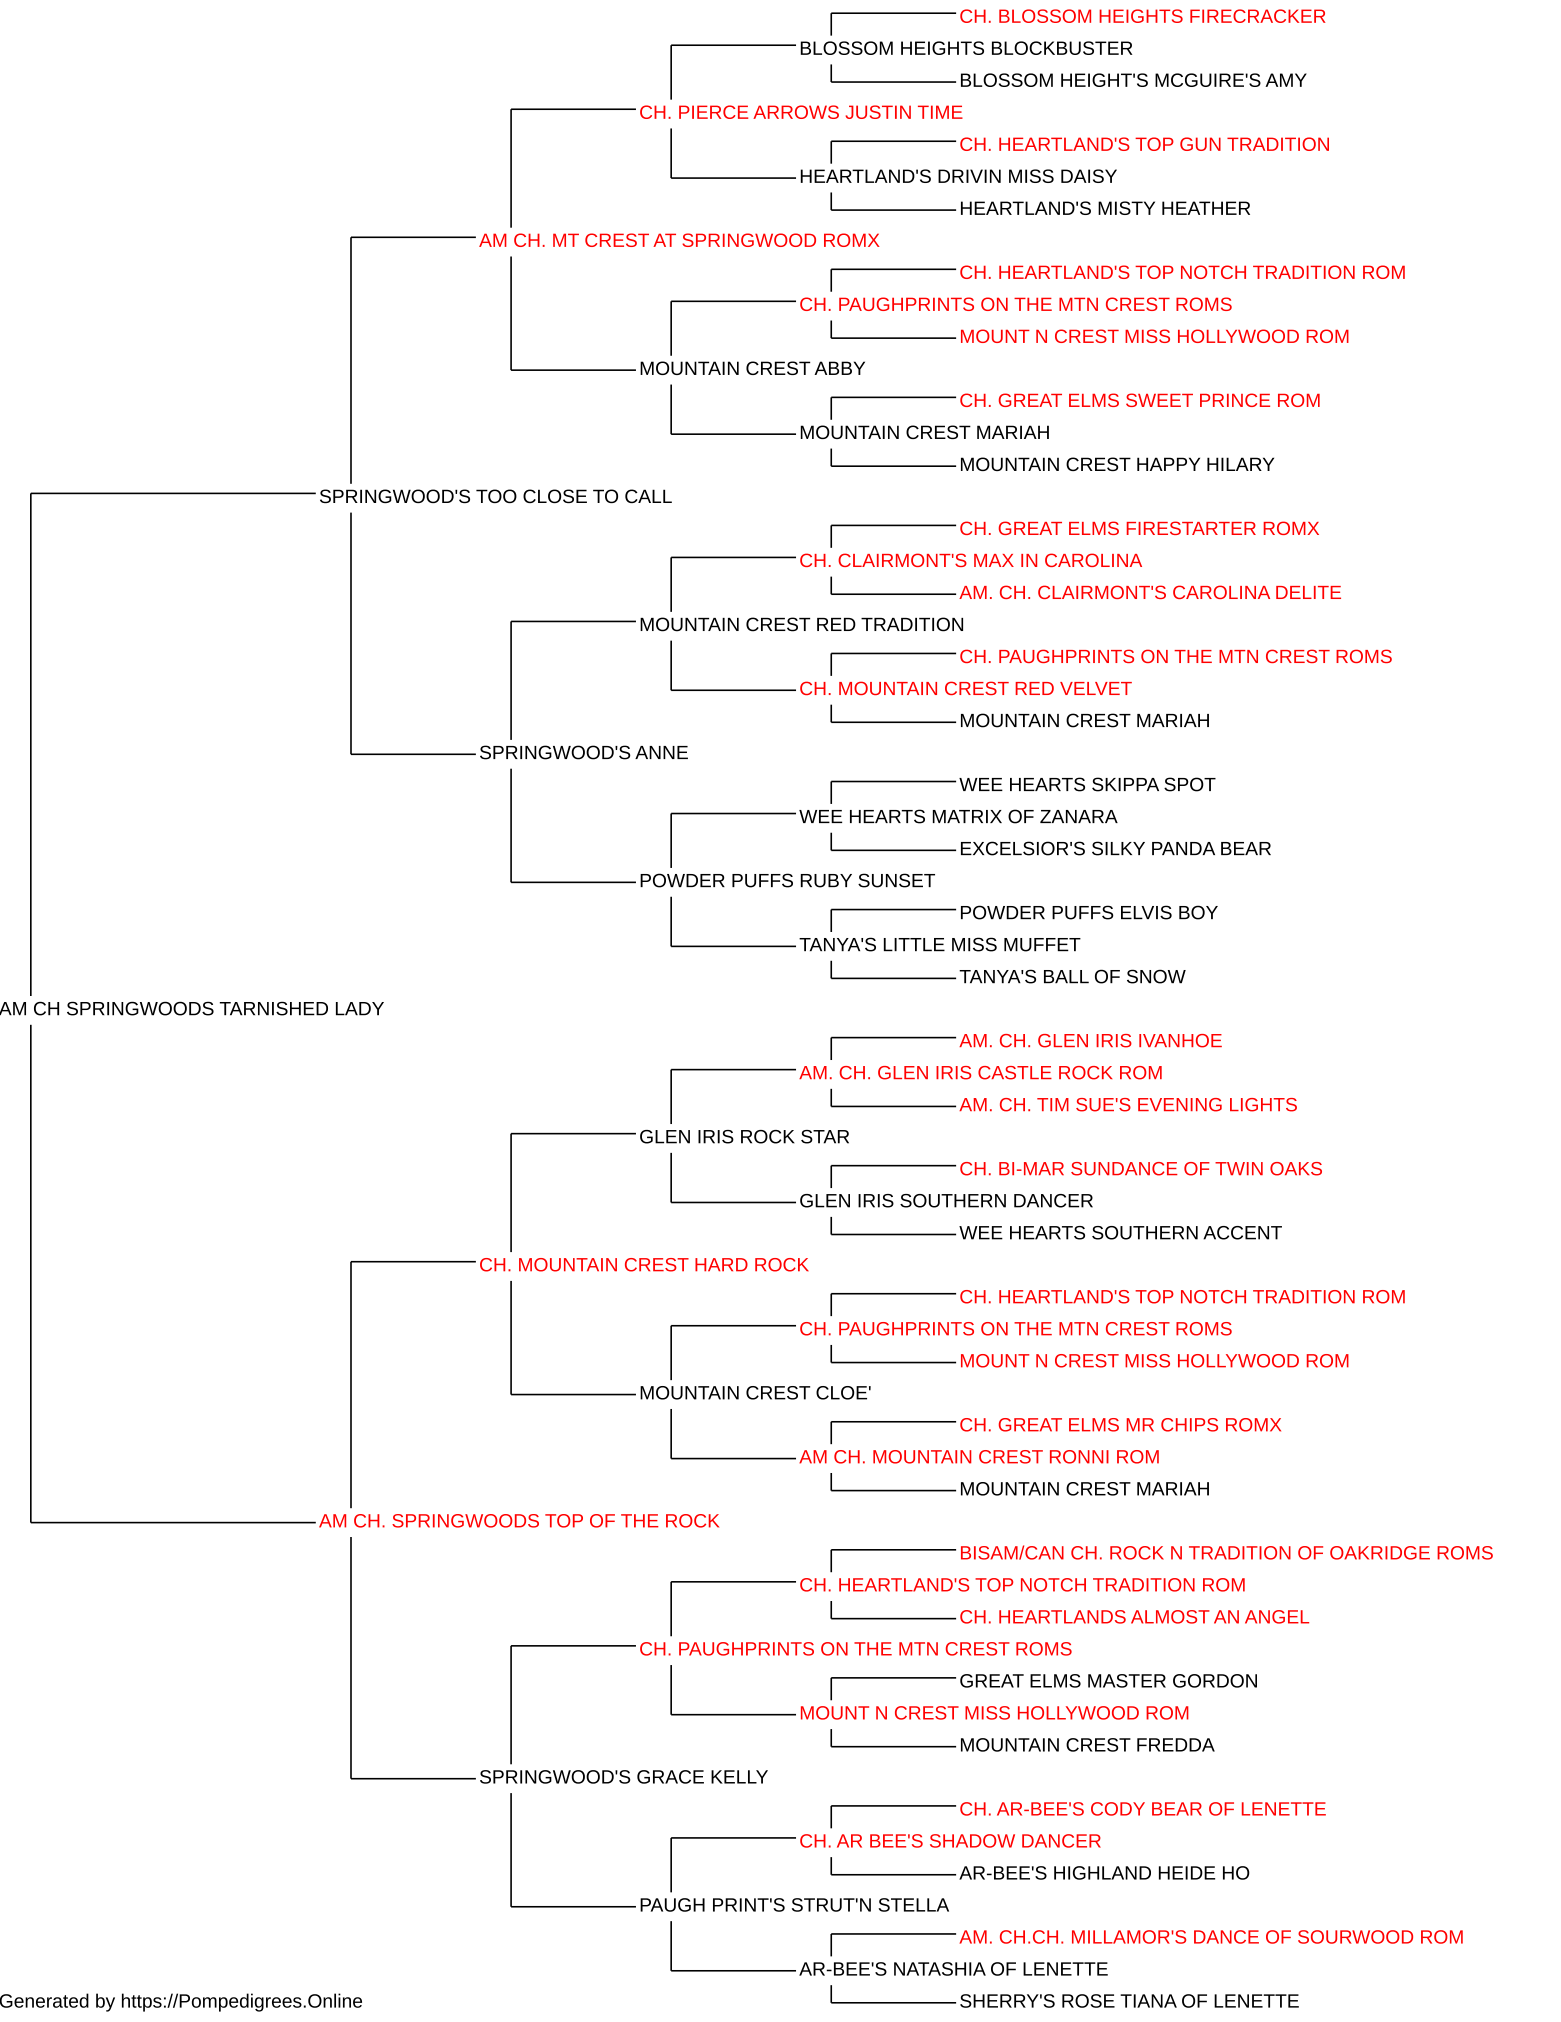 CH. BLOSSOM HEIGHTS FIRECRACKER
BLOSSOM HEIGHTS BLOCKBUSTER
BLOSSOM HEIGHT'S MCGUIRE'S AMY
CH. PIERCE ARROWS JUSTIN TIME
CH. HEARTLAND'S TOP GUN TRADITION
HEARTLAND'S DRIVIN MISS DAISY
HEARTLAND'S MISTY HEATHER
AM CH. MT CREST AT SPRINGWOOD ROMX
CH. HEARTLAND'S TOP NOTCH TRADITION ROM
CH. PAUGHPRINTS ON THE MTN CREST ROMS
MOUNT N CREST MISS HOLLYWOOD ROM
MOUNTAIN CREST ABBY
CH. GREAT ELMS SWEET PRINCE ROM
MOUNTAIN CREST MARIAH
MOUNTAIN CREST HAPPY HILARY
SPRINGWOOD'S TOO CLOSE TO CALL
CH. GREAT ELMS FIRESTARTER ROMX
CH. CLAIRMONT'S MAX IN CAROLINA
AM. CH. CLAIRMONT'S CAROLINA DELITE
MOUNTAIN CREST RED TRADITION
CH. PAUGHPRINTS ON THE MTN CREST ROMS
CH. MOUNTAIN CREST RED VELVET
MOUNTAIN CREST MARIAH
SPRINGWOOD'S ANNE
WEE HEARTS SKIPPA SPOT
WEE HEARTS MATRIX OF ZANARA
EXCELSIOR'S SILKY PANDA BEAR
POWDER PUFFS RUBY SUNSET
POWDER PUFFS ELVIS BOY
TANYA'S LITTLE MISS MUFFET
TANYA'S BALL OF SNOW
AM CH SPRINGWOODS TARNISHED LADY
AM. CH. GLEN IRIS IVANHOE
AM. CH. GLEN IRIS CASTLE ROCK ROM
AM. CH. TIM SUE'S EVENING LIGHTS
GLEN IRIS ROCK STAR
CH. BI-MAR SUNDANCE OF TWIN OAKS
GLEN IRIS SOUTHERN DANCER
WEE HEARTS SOUTHERN ACCENT
CH. MOUNTAIN CREST HARD ROCK
CH. HEARTLAND'S TOP NOTCH TRADITION ROM
CH. PAUGHPRINTS ON THE MTN CREST ROMS
MOUNT N CREST MISS HOLLYWOOD ROM
MOUNTAIN CREST CLOE'
CH. GREAT ELMS MR CHIPS ROMX
AM CH. MOUNTAIN CREST RONNI ROM
MOUNTAIN CREST MARIAH
AM CH. SPRINGWOODS TOP OF THE ROCK
BISAM/CAN CH. ROCK N TRADITION OF OAKRIDGE ROMS
CH. HEARTLAND'S TOP NOTCH TRADITION ROM
CH. HEARTLANDS ALMOST AN ANGEL
CH. PAUGHPRINTS ON THE MTN CREST ROMS
GREAT ELMS MASTER GORDON
MOUNT N CREST MISS HOLLYWOOD ROM
MOUNTAIN CREST FREDDA
SPRINGWOOD'S GRACE KELLY
CH. AR-BEE'S CODY BEAR OF LENETTE
CH. AR BEE'S SHADOW DANCER
AR-BEE'S HIGHLAND HEIDE HO
PAUGH PRINT'S STRUT'N STELLA
AM. CH.CH. MILLAMOR'S DANCE OF SOURWOOD ROM
AR-BEE'S NATASHIA OF LENETTE
SHERRY'S ROSE TIANA OF LENETTE
Generated by https://Pompedigrees.Online